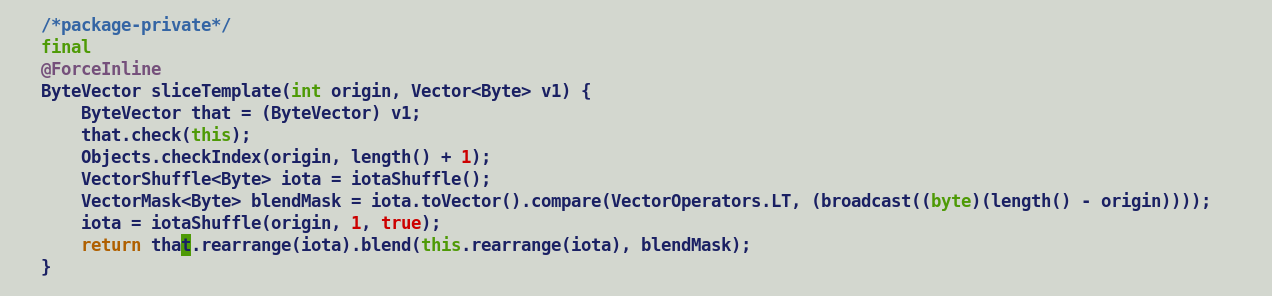 /*package-private*/
final
@ForceInline
ByteVector sliceTemplate(int origin, Vector<Byte> v1) {
    ByteVector that = (ByteVector) v1;
    that.check(this);
    Objects.checkIndex(origin, length() + 1);
    VectorShuffle<Byte> iota = iotaShuffle();
    VectorMask<Byte> blendMask = iota.toVector().compare(VectorOperators.LT, (broadcast((byte)(length() - origin))));
    iota = iotaShuffle(origin, 1, true);
    return that.rearrange(iota).blend(this.rearrange(iota), blendMask);
}